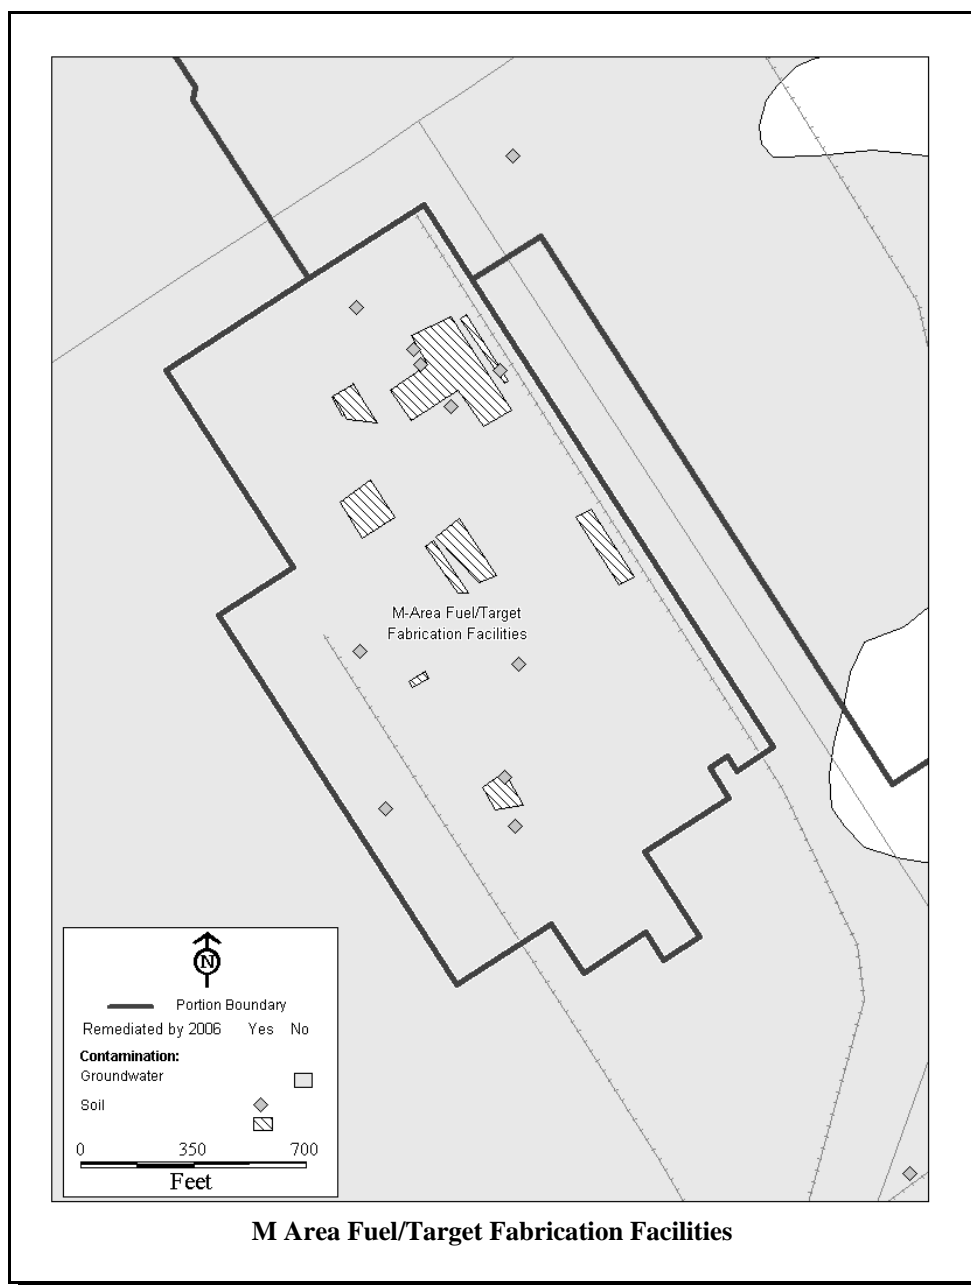 M-Area Fuel/Target
Fabrication Facilities
N
Portion Boundary
Remediated by 2006 Yes No
Contamination:
Groundwater
Soil
0 350 700
Feet
M Area Fuel/Target Fabrication Facilities